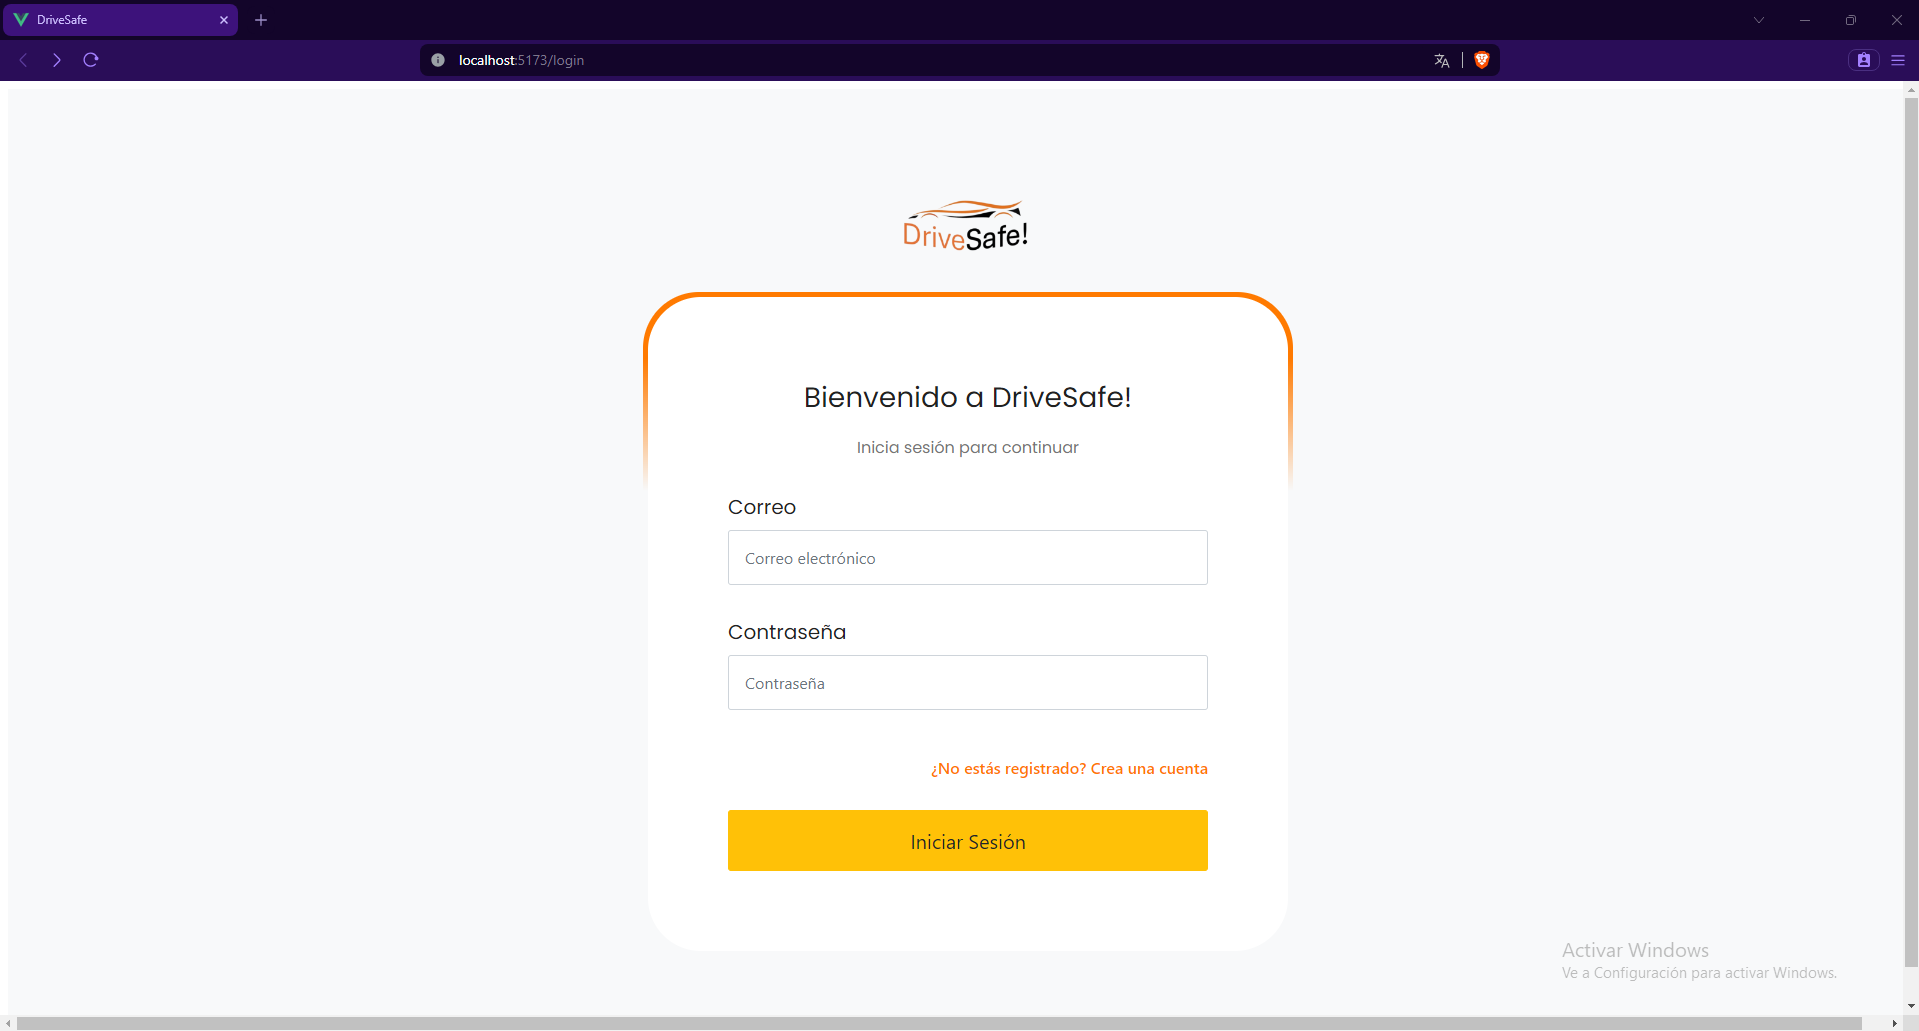 DriveSafe
localhost:5173/login
DriveSafe!
Bienvenido a DriveSafe!
Inicia sesión para continuar
Correo
Correo electrónico
Contraseña
Contraseña
¿No estás registrado? Crea una cuenta
Iniciar Sesión
Activar Windows
Ve a Configuración para activar Windows.